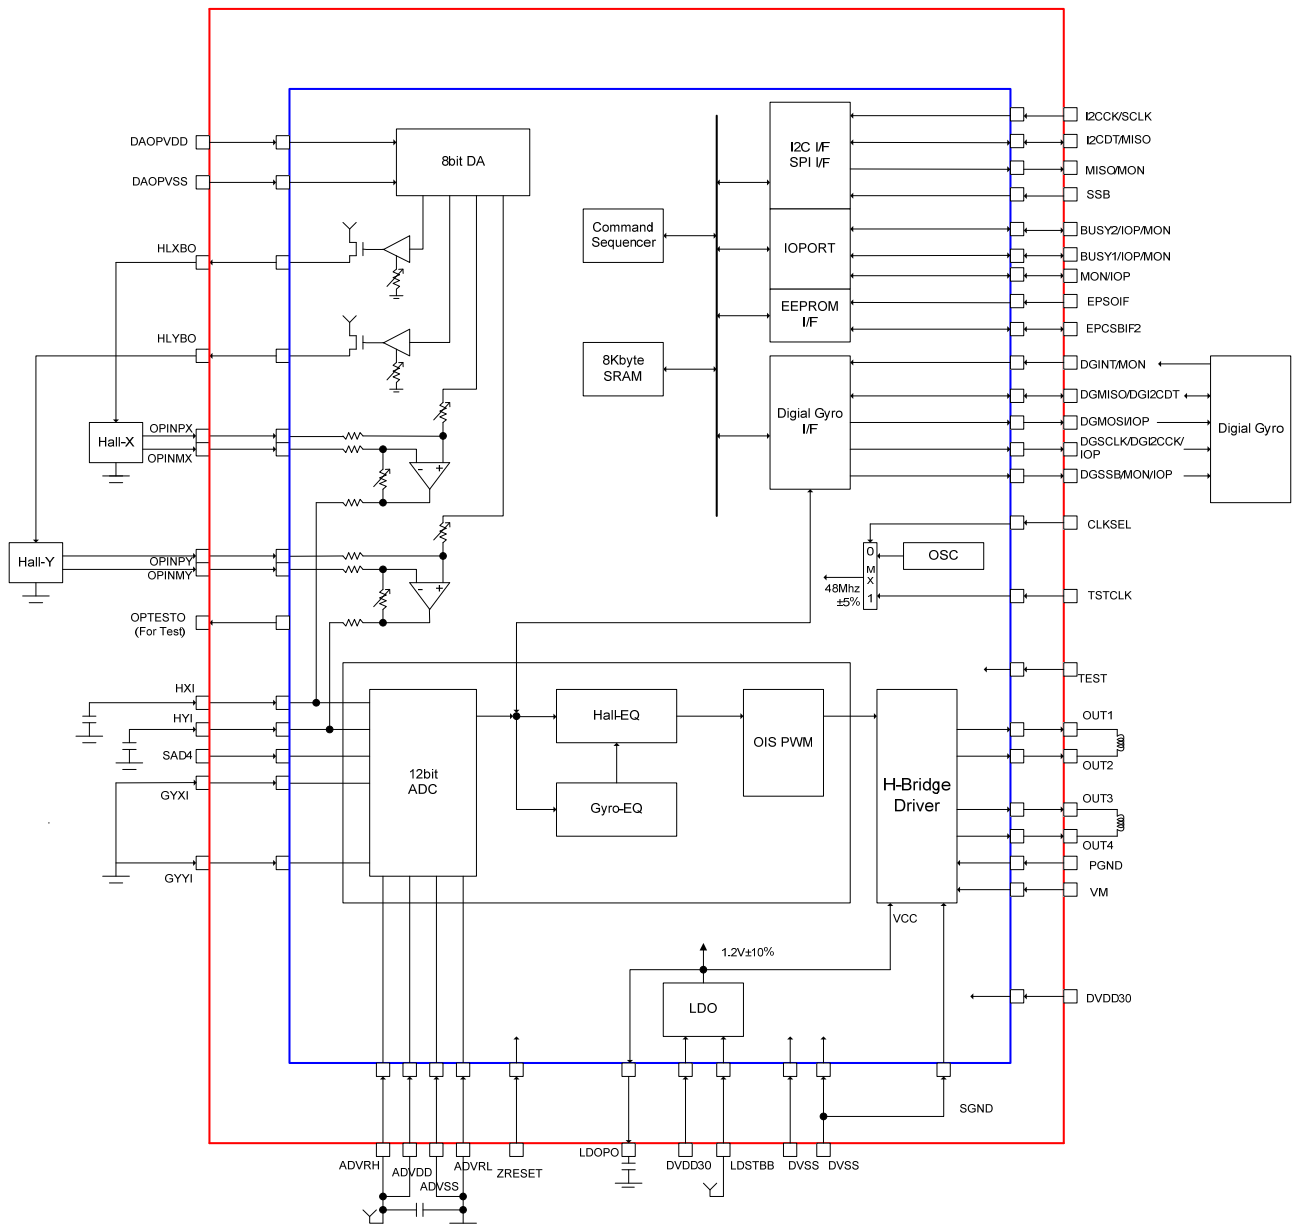 DAOPVDD
DAOPVSS
HLXBO
HLYBO
Hall-X
OPINPX
OPINMX
Hall-Y
OPINPY
OPINMY
OPTESTO
(For Test)
HXI
HYI
SAD4
GYXI
GYYI
8bit DA
-
+
-
+
Command
Sequencer
8Kbyte
SRAM
I2C I/F
SPI I/F
IOPORT
EEPROM
I/F
Digial Gyro
I/F
I2CCK/SCLK
I2CDT/MISO
MISO/MON
SSB
BUSY2/IOP/MON
BUSY1/IOP/MON
MON/IOP
EPSOIF
EPCSBIF2
DGINT/MON
DGMISO/DGI2CDT
DGMOSI/IOP
DGSCLK/DGI2CCK/
IOP
DGSSB/MON/IOP
Digial Gyro
CLKSEL
0
M
X
1
OSC
48Mhz
±5%
TSTCLK
TEST
12bit
ADC
Hall-EQ
Gyro-EQ
OIS PWM
H-Bridge
Driver
OUT1
OUT2
OUT3
OUT4
PGND
VM
VCC
1.2V±10%
LDO
DVDD30
SGND
ADVRH
ADVDD
ADVSS
ADVRL
ZRESET
LDOPO
DVDD30
LDSTBB
DVSS
DVSS